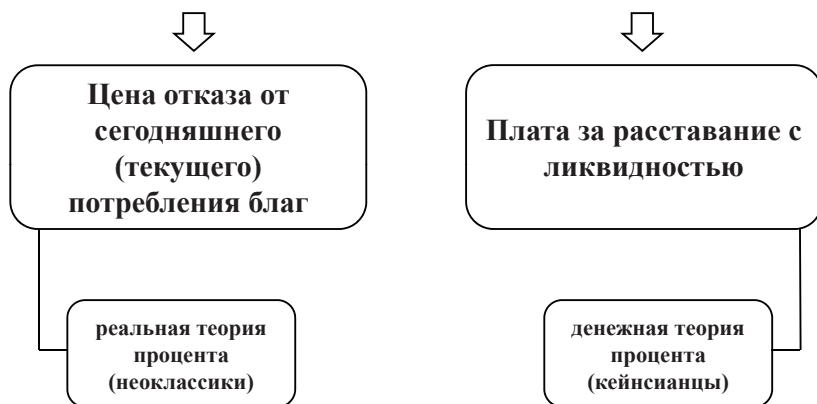 Цена отказа от
сегодняшнего
(текущего)
потребления благ
Плата за расставание с
ликвидностью
реальная теория
процента
(неоклассики)
денежная теория
процента
(кейнсианцы)